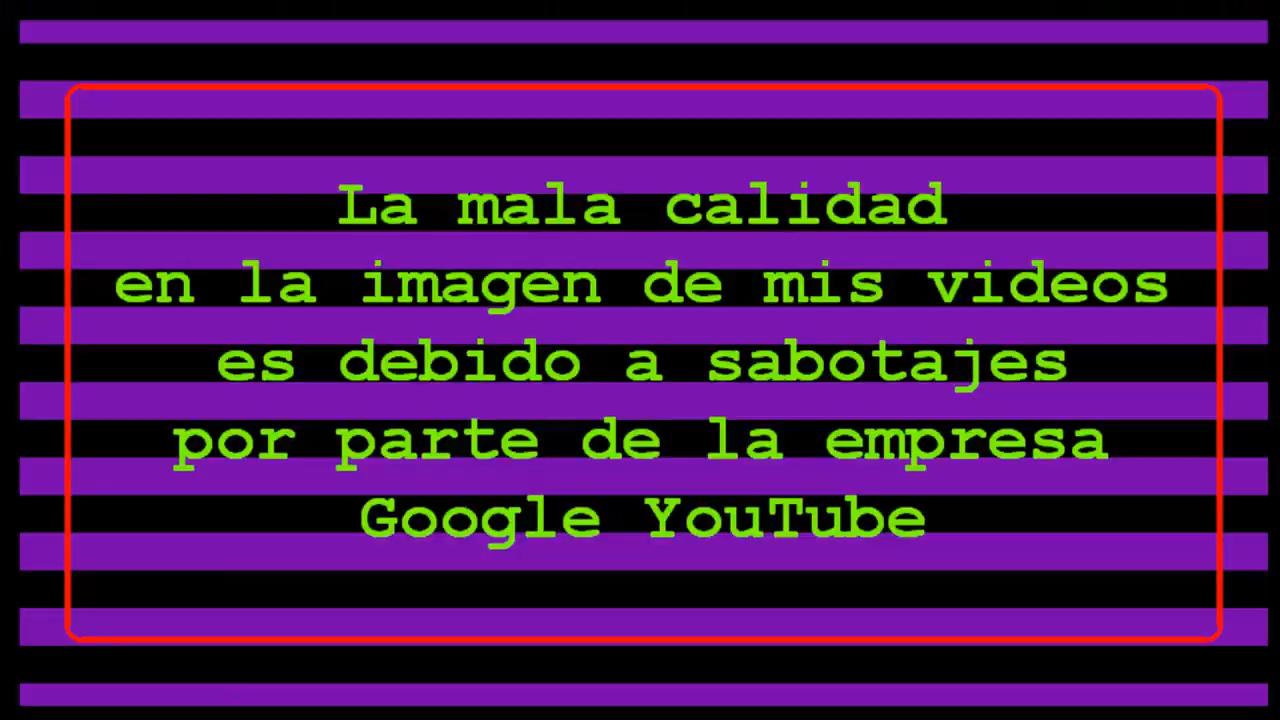 La mala calidad
en la imagen de mis videos
es debido a sabotajes
por parte de la empresa
Google YouTube